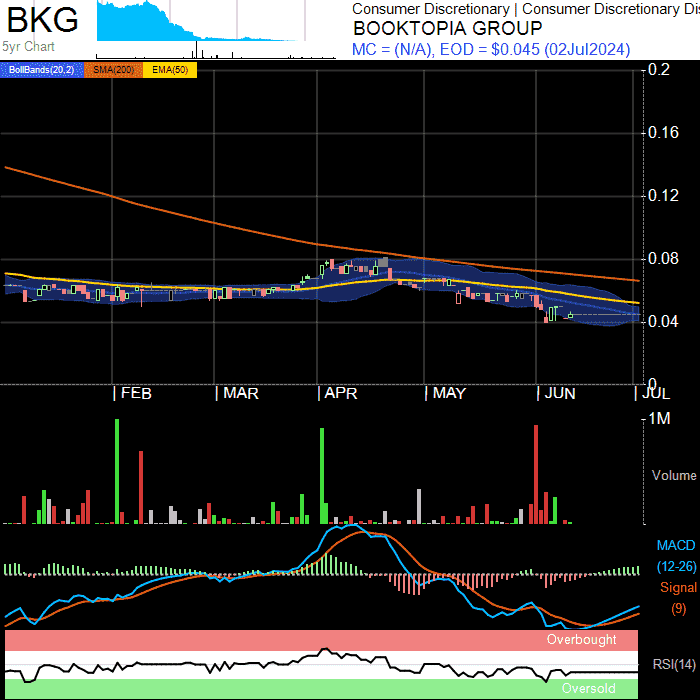 BKG
5yr Chart
Consumer Discretionary | Consumer Discretionary Dis
BOOKTOPIA GROUP
MC = (N/A), EOD = $0.045 (02Jul2024)
BollBands(20,2) SMA(200) EMA(50)
0.2
0.16
0.12
0.08
0.04
0
FEB MAR APR MAY JUN JUL
1M
Volume
MACD
(12-26)
Signal
(9)
Overbought
RSI(14)
Oversold